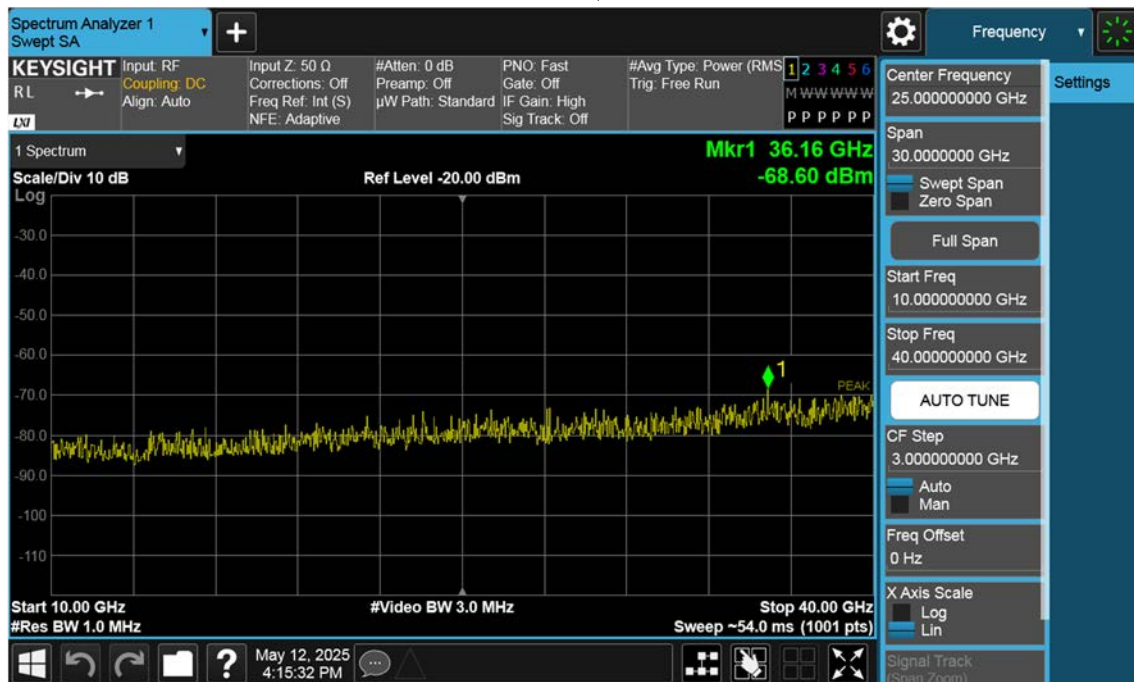 Spectrum Analyzer 1
Swept SA
+
Frequency
KEYSIGHT
RL
LXI
Input: RF
Coupling: DC
Align: Auto
Input Z: 50 Ω
Corrections: Off
Freq Ref: Int (S)
NFE: Adaptive
#Atten: 0 dB
Preamp: Off
µW Path: Standard
PNO: Fast
Gate: Off
IF Gain: High
Sig Track: Off
#Avg Type: Power (RMS
Trig: Free Run
1 2 3 4 5 6
M W W W W W
P P P P P P
1 Spectrum
Scale/Div 10 dB
Ref Level -20.00 dBm
Mkr1 36.16 GHz
-68.60 dBm
Log
-30.0
-40.0
-50.0
-60.0
-70.0
-80.0
-90.0
-100
-110
1
PEAK
Start 10.00 GHz
#Video BW 3.0 MHz
Stop 40.00 GHz
#Res BW 1.0 MHz
Sweep ~54.0 ms (1001 pts)
?
May 12, 2025
4:15:32 PM
Center Frequency
25.000000000 GHz
Span
30.0000000 GHz
Swept Span
Zero Span
Full Span
Start Freq
10.000000000 GHz
Stop Freq
40.000000000 GHz
AUTO TUNE
CF Step
3.000000000 GHz
Auto
Man
Freq Offset
0 Hz
X Axis Scale
Log
Lin
Signal Track
(Span Zoom)
Settings